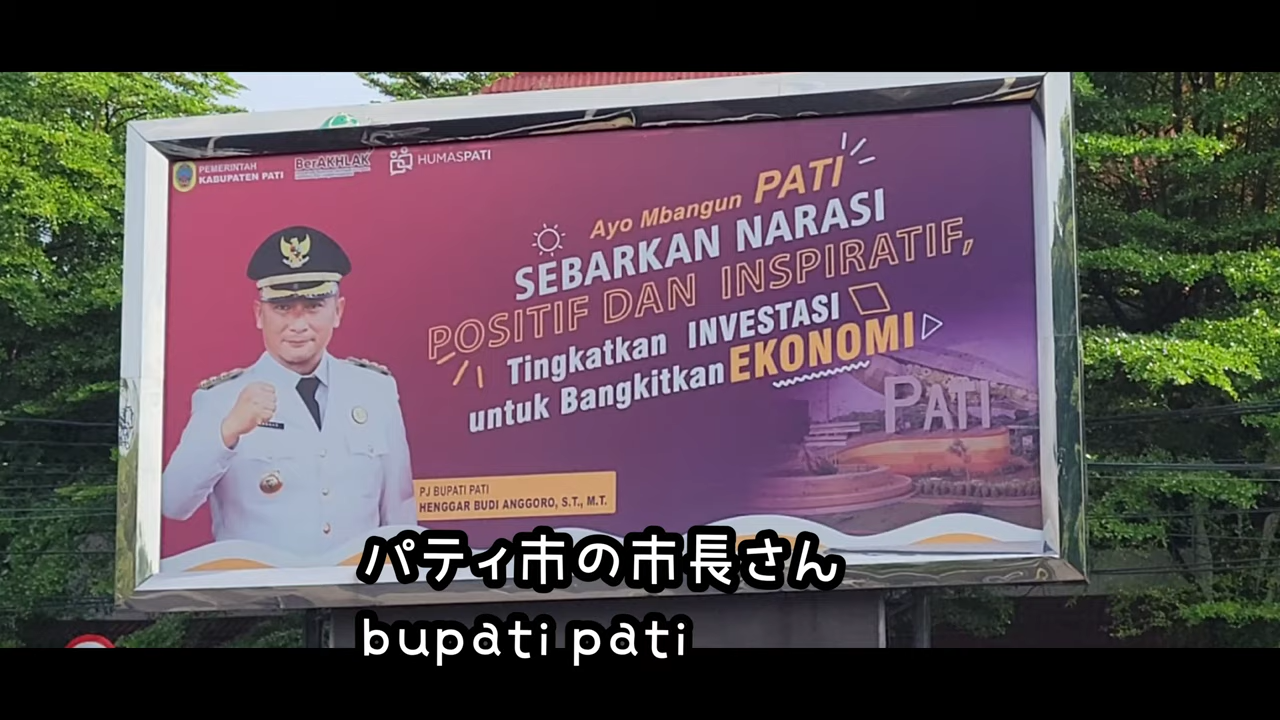 PEMERINTAH
KABUPATEN PATI
BerAKHLAK
HUMASPATI
Ayo Mbangun PATI
SEBARKAN NARASI
POSITIF DAN INSPIRATIF,
Tingkatkan INVESTASI
untuk Bangkitkan EKONOMI
PATI
PJ BUPATI PATI
HENGGAR BUDI ANGGORO, S.T., M.T.
パティ市の市長さん
bupati pati